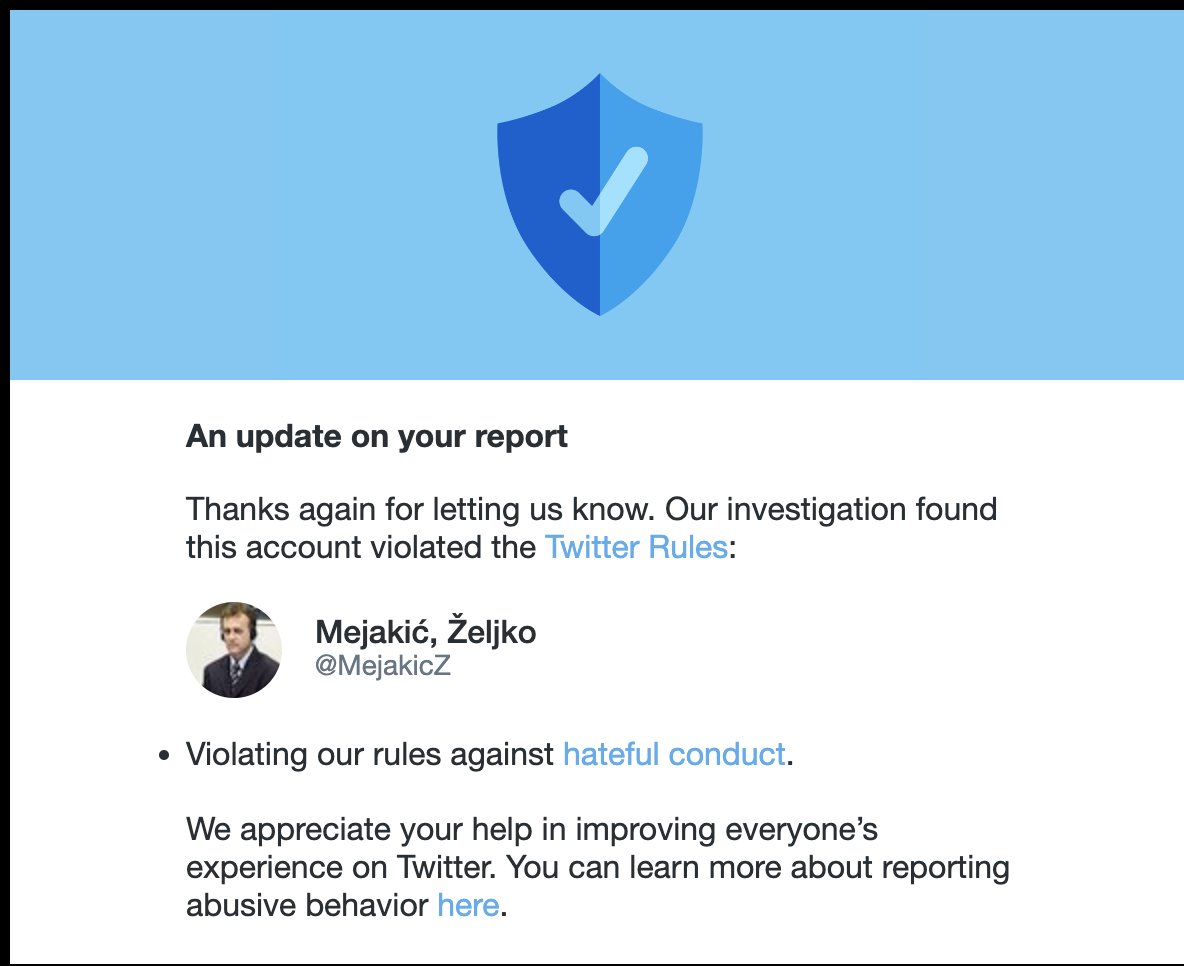 An update on your report
Thanks again for letting us know. Our investigation found
this account violated the Twitter Rules:
Mejakić, Željko
@MejakicZ
• Violating our rules against hateful conduct.
We appreciate your help in improving everyone’s
experience on Twitter. You can learn more about reporting
abusive behavior here.